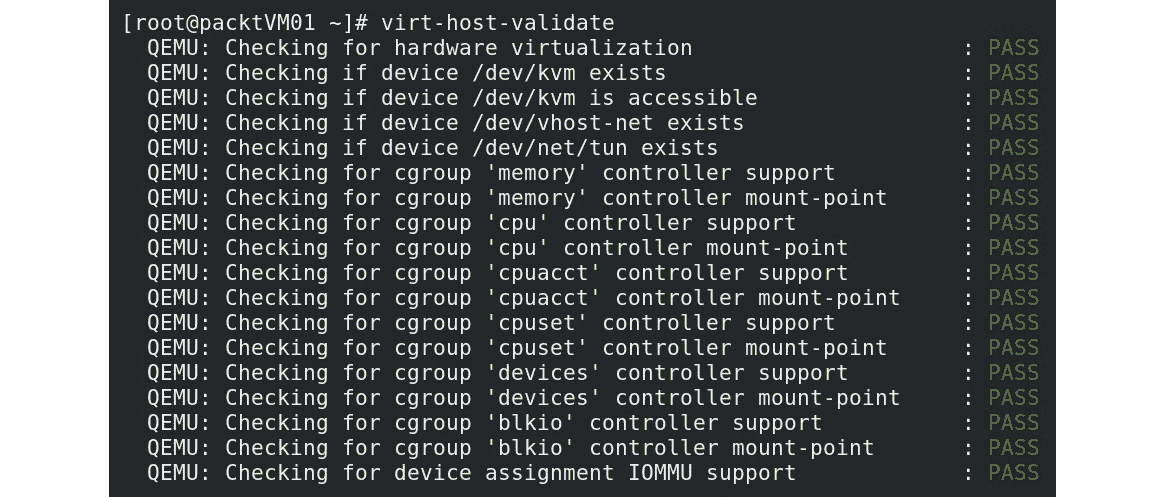 [root@packtVM01 ~]# virt-host-validate
QEMU: Checking for hardware virtualization : PASS
QEMU: Checking if device /dev/kvm exists : PASS
QEMU: Checking if device /dev/kvm is accessible : PASS
QEMU: Checking if device /dev/vhost-net exists : PASS
QEMU: Checking if device /dev/net/tun exists : PASS
QEMU: Checking for cgroup 'memory' controller support : PASS
QEMU: Checking for cgroup 'memory' controller mount-point : PASS
QEMU: Checking for cgroup 'cpu' controller support : PASS
QEMU: Checking for cgroup 'cpu' controller mount-point : PASS
QEMU: Checking for cgroup 'cpuacct' controller support : PASS
QEMU: Checking for cgroup 'cpuacct' controller mount-point : PASS
QEMU: Checking for cgroup 'cpuset' controller support : PASS
QEMU: Checking for cgroup 'cpuset' controller mount-point : PASS
QEMU: Checking for cgroup 'devices' controller support : PASS
QEMU: Checking for cgroup 'devices' controller mount-point : PASS
QEMU: Checking for cgroup 'blkio' controller support : PASS
QEMU: Checking for cgroup 'blkio' controller mount-point : PASS
QEMU: Checking for device assignment IOMMU support : PASS